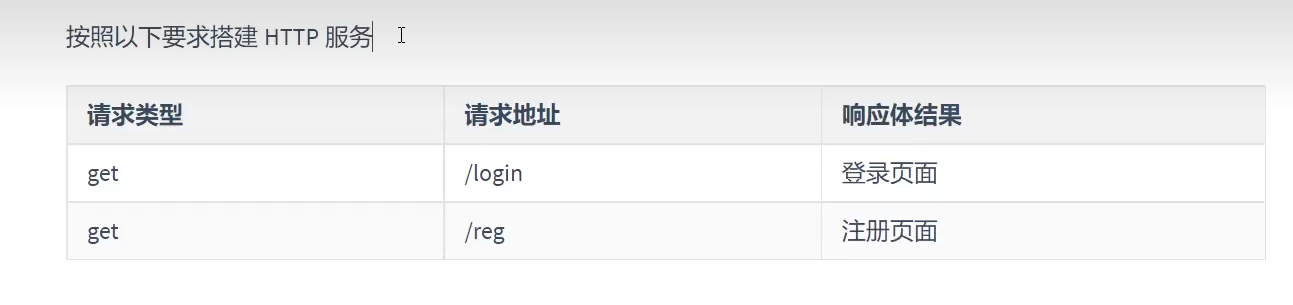 按照以下要求搭建 HTTP 服务
请求类型 请求地址 响应体结果
get /login 登录页面
get /reg 注册页面